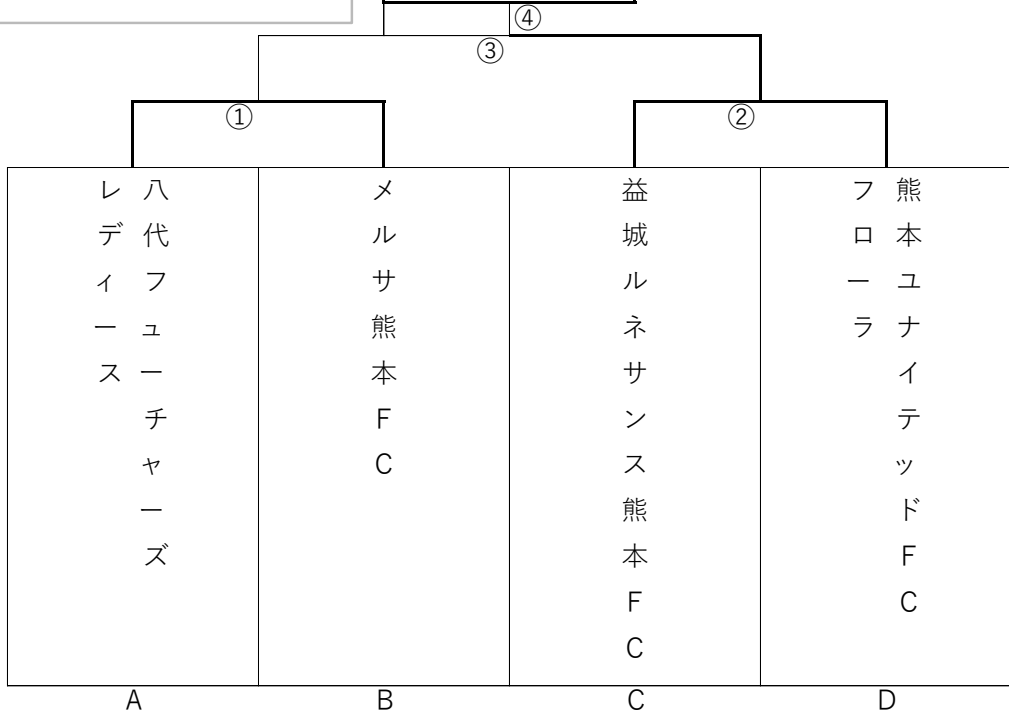 ④
③
①
②
八代フューチャーズ
レディース
メルサ熊本FC
益城ルネサンス熊本FC
熊本ユナイテッドFC
フローラ
A
B
C
D